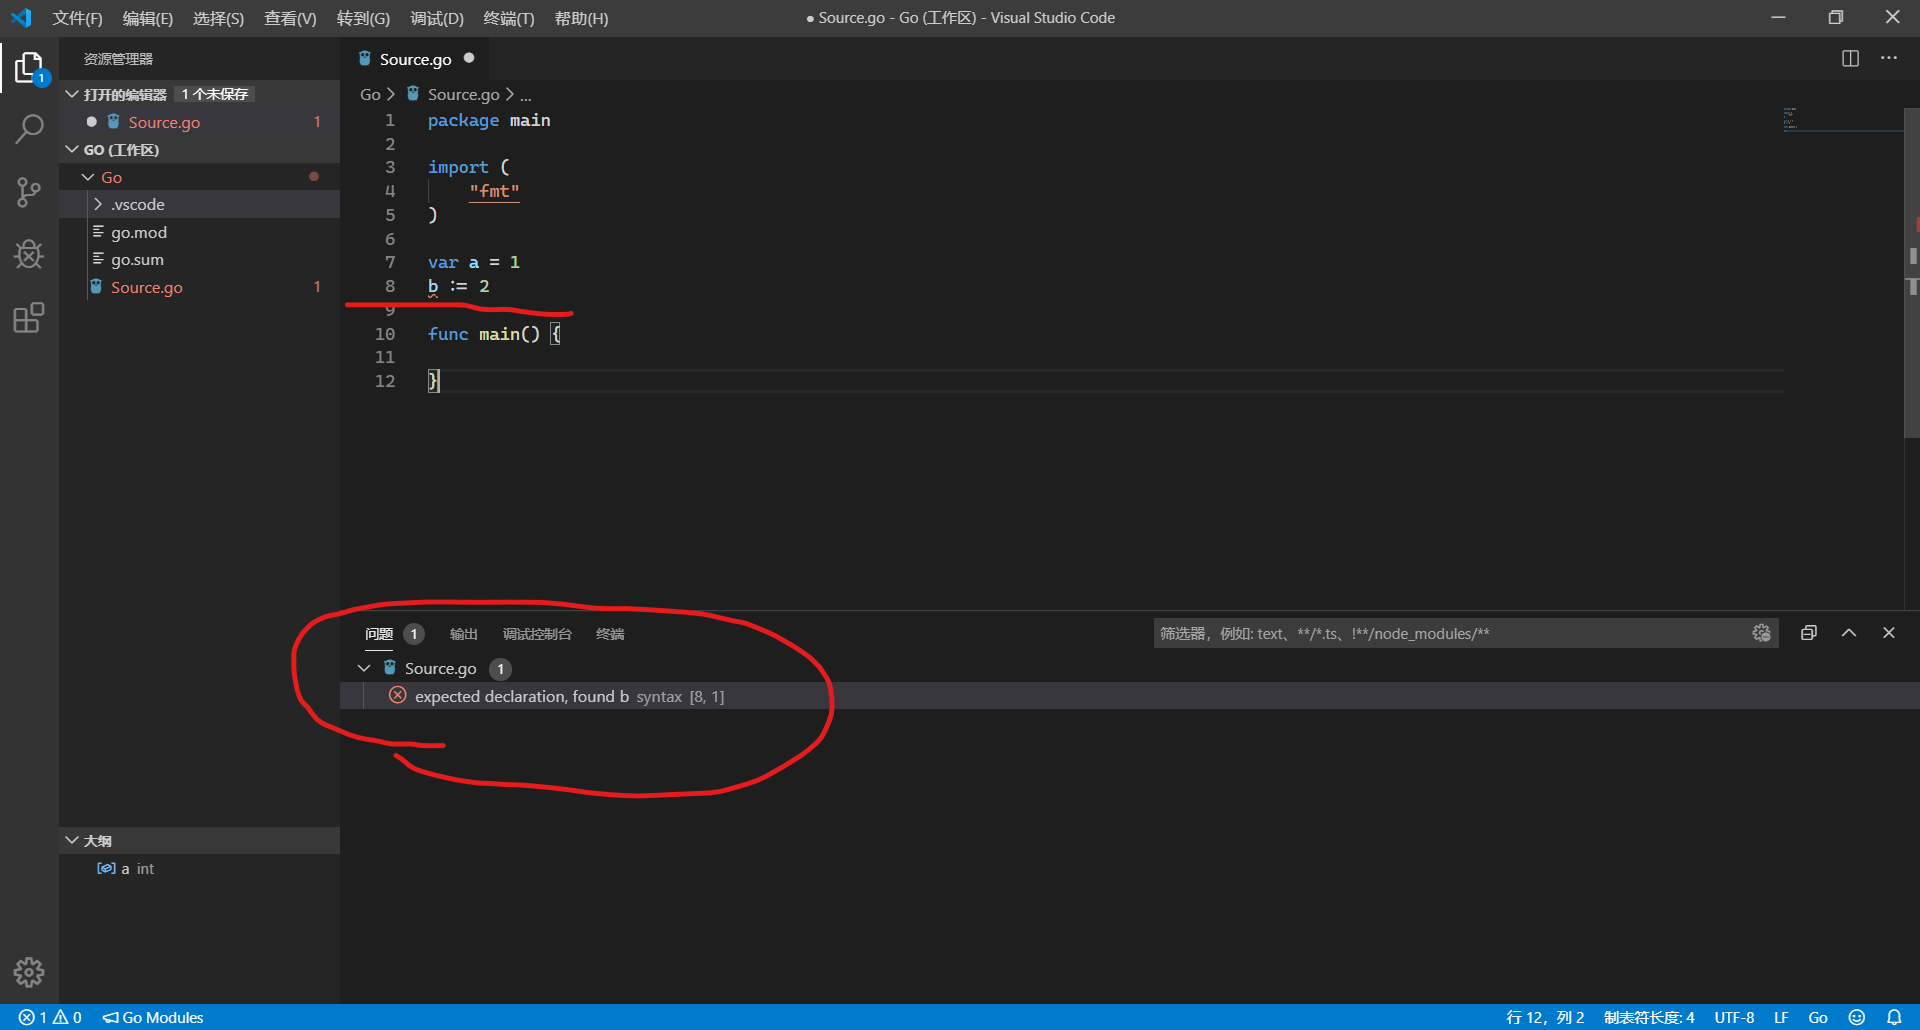 文件(F) 编辑(E) 选择(S) 查看(V) 转到(G) 调试(D) 终端(T) 帮助(H)
● Source.go - Go (工作区) - Visual Studio Code
1
资源管理器
打开的编辑器 1 个未保存
Source.go 1
GO (工作区)
Go
.vscode
go.mod
go.sum
Source.go 1
大纲
a int
Source.go
Go > Source.go > ...
1 package main
2
3 import (
4 "fmt"
5 )
6
7 var a = 1
8 b := 2
9
10 func main() {
11
12 }
问题 1 输出 调试控制台 终端
筛选器，例如: text、**/*.ts、!**/node_modules/**
Source.go 1
expected declaration, found b syntax [8, 1]
1 0 Go Modules
行 12，列 2 制表符长度: 4 UTF-8 LF Go